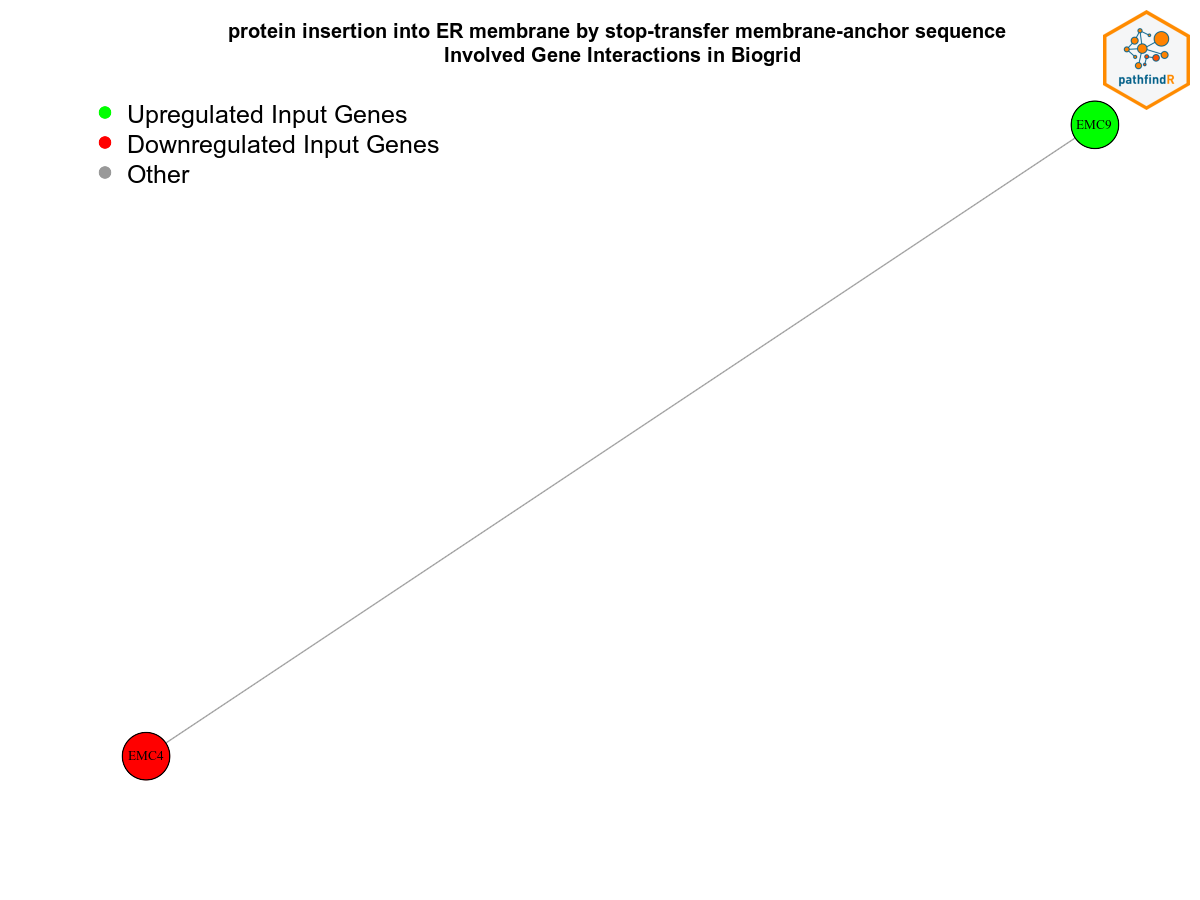 protein insertion into ER membrane by stop-transfer membrane-anchor sequence
Involved Gene Interactions in Biogrid
pathfindR
Upregulated Input Genes
Downregulated Input Genes
Other
EMC9
EMC4